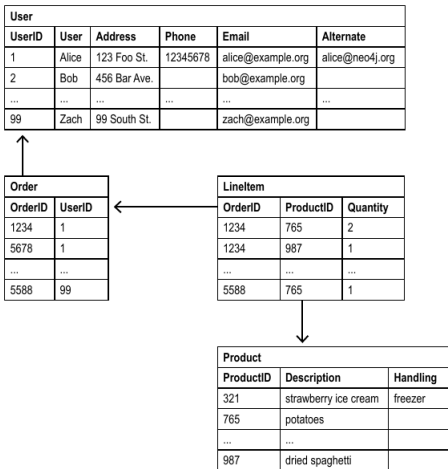 User
UserID User Address Phone Email Alternate
1 Alice 123 Foo St. 12345678 alice@example.org alice@neo4j.org
2 Bob 456 Bar Ave. bob@example.org
... ... ... ... ... ...
99 Zach 99 South St. zach@example.org
Order
OrderID UserID
1234 1
5678 1
... ...
5588 99
LineItem
OrderID ProductID Quantity
1234 765 2
1234 987 1
... ... ...
5588 765 1
Product
ProductID Description Handling
321 strawberry ice cream freezer
765 potatoes
... ...
987 dried spaghetti